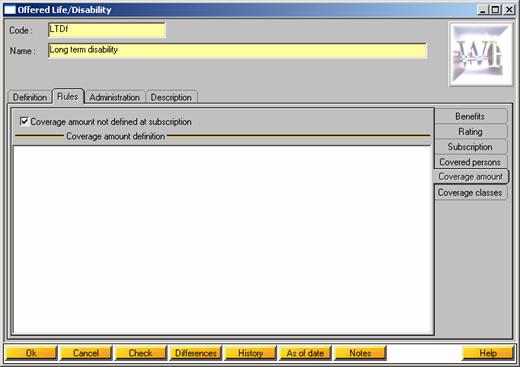 Offered Life/Disability
Code : LTDf
Name : Long term disability
Definition Rules Administration Description
Coverage amount not defined at subscription
Coverage amount definition
Benefits
Rating
Subscription
Covered persons
Coverage amount
Coverage classes
Ok Cancel Check Differences History As of date Notes Help